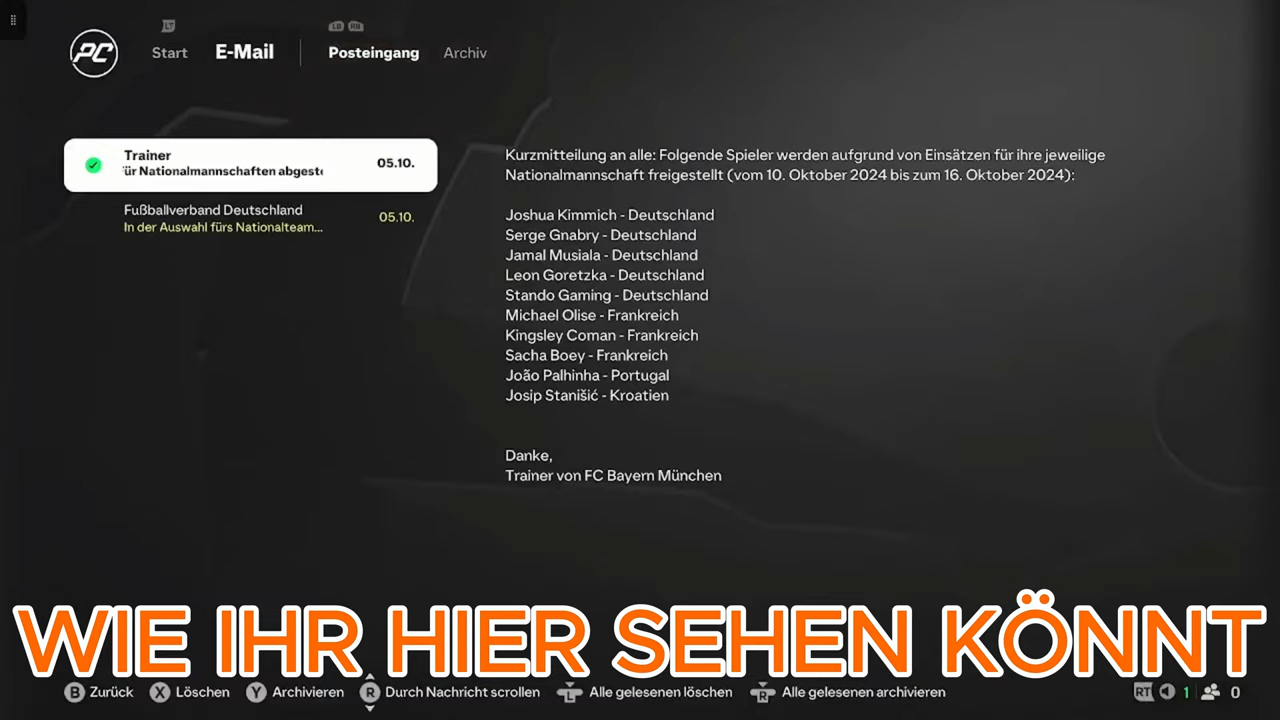 LT
LB RB
PC Start E-Mail Posteingang Archiv
Trainer
ür Nationalmannschaften abgeste
05.10.
Fußballverband Deutschland
In der Auswahl fürs Nationalteam...
05.10.
Kurzmitteilung an alle: Folgende Spieler werden aufgrund von Einsätzen für ihre jeweilige
Nationalmannschaft freigestellt (vom 10. Oktober 2024 bis zum 16. Oktober 2024):
Joshua Kimmich - Deutschland
Serge Gnabry - Deutschland
Jamal Musiala - Deutschland
Leon Goretzka - Deutschland
Stando Gaming - Deutschland
Michael Olise - Frankreich
Kingsley Coman - Frankreich
Sacha Boey - Frankreich
João Palhinha - Portugal
Josip Stanišić - Kroatien
Danke,
Trainer von FC Bayern München
WIE IHR HIER SEHEN KÖNNT
B Zurück X Löschen Y Archivieren R Durch Nachricht scrollen L Alle gelesenen löschen R Alle gelesenen archivieren RT 1 0